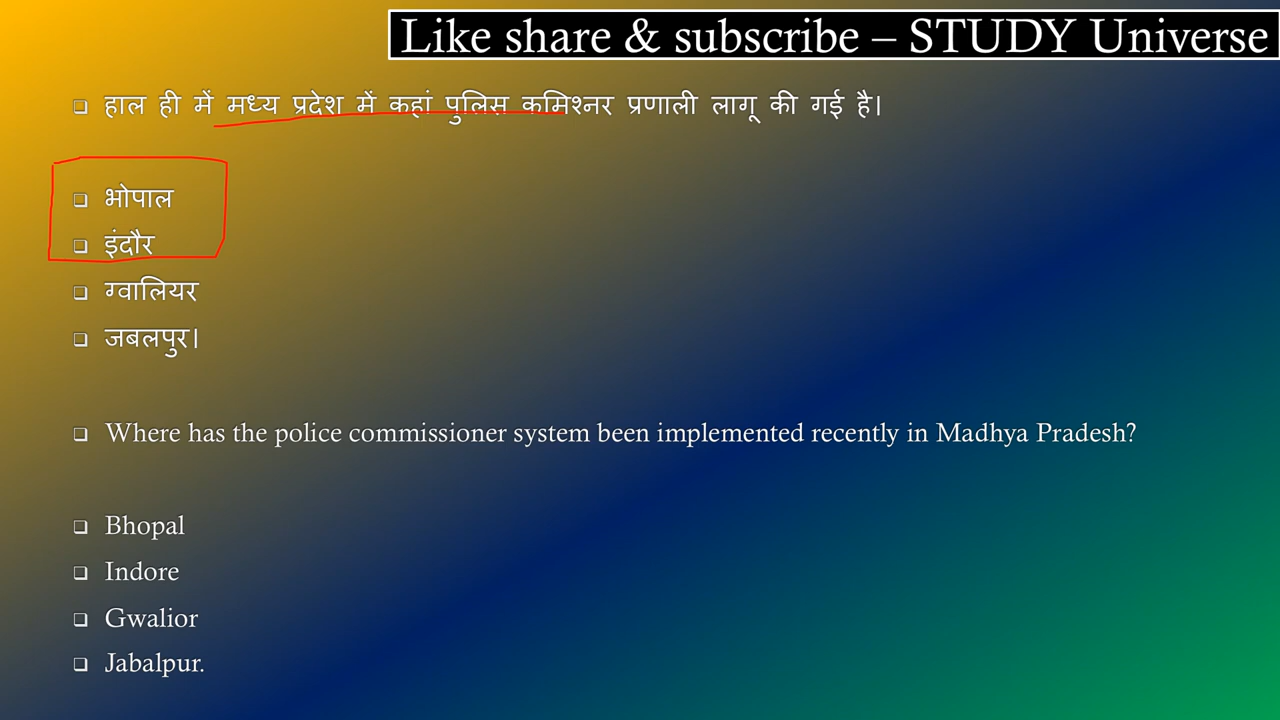 Like share & subscribe – STUDY Universe
हाल ही में मध्य प्रदेश में कहां पुलिस कमिश्नर प्रणाली लागू की गई है।
भोपाल
इंदौर
ग्वालियर
जबलपुर।
Where has the police commissioner system been implemented recently in Madhya Pradesh?
Bhopal
Indore
Gwalior
Jabalpur.